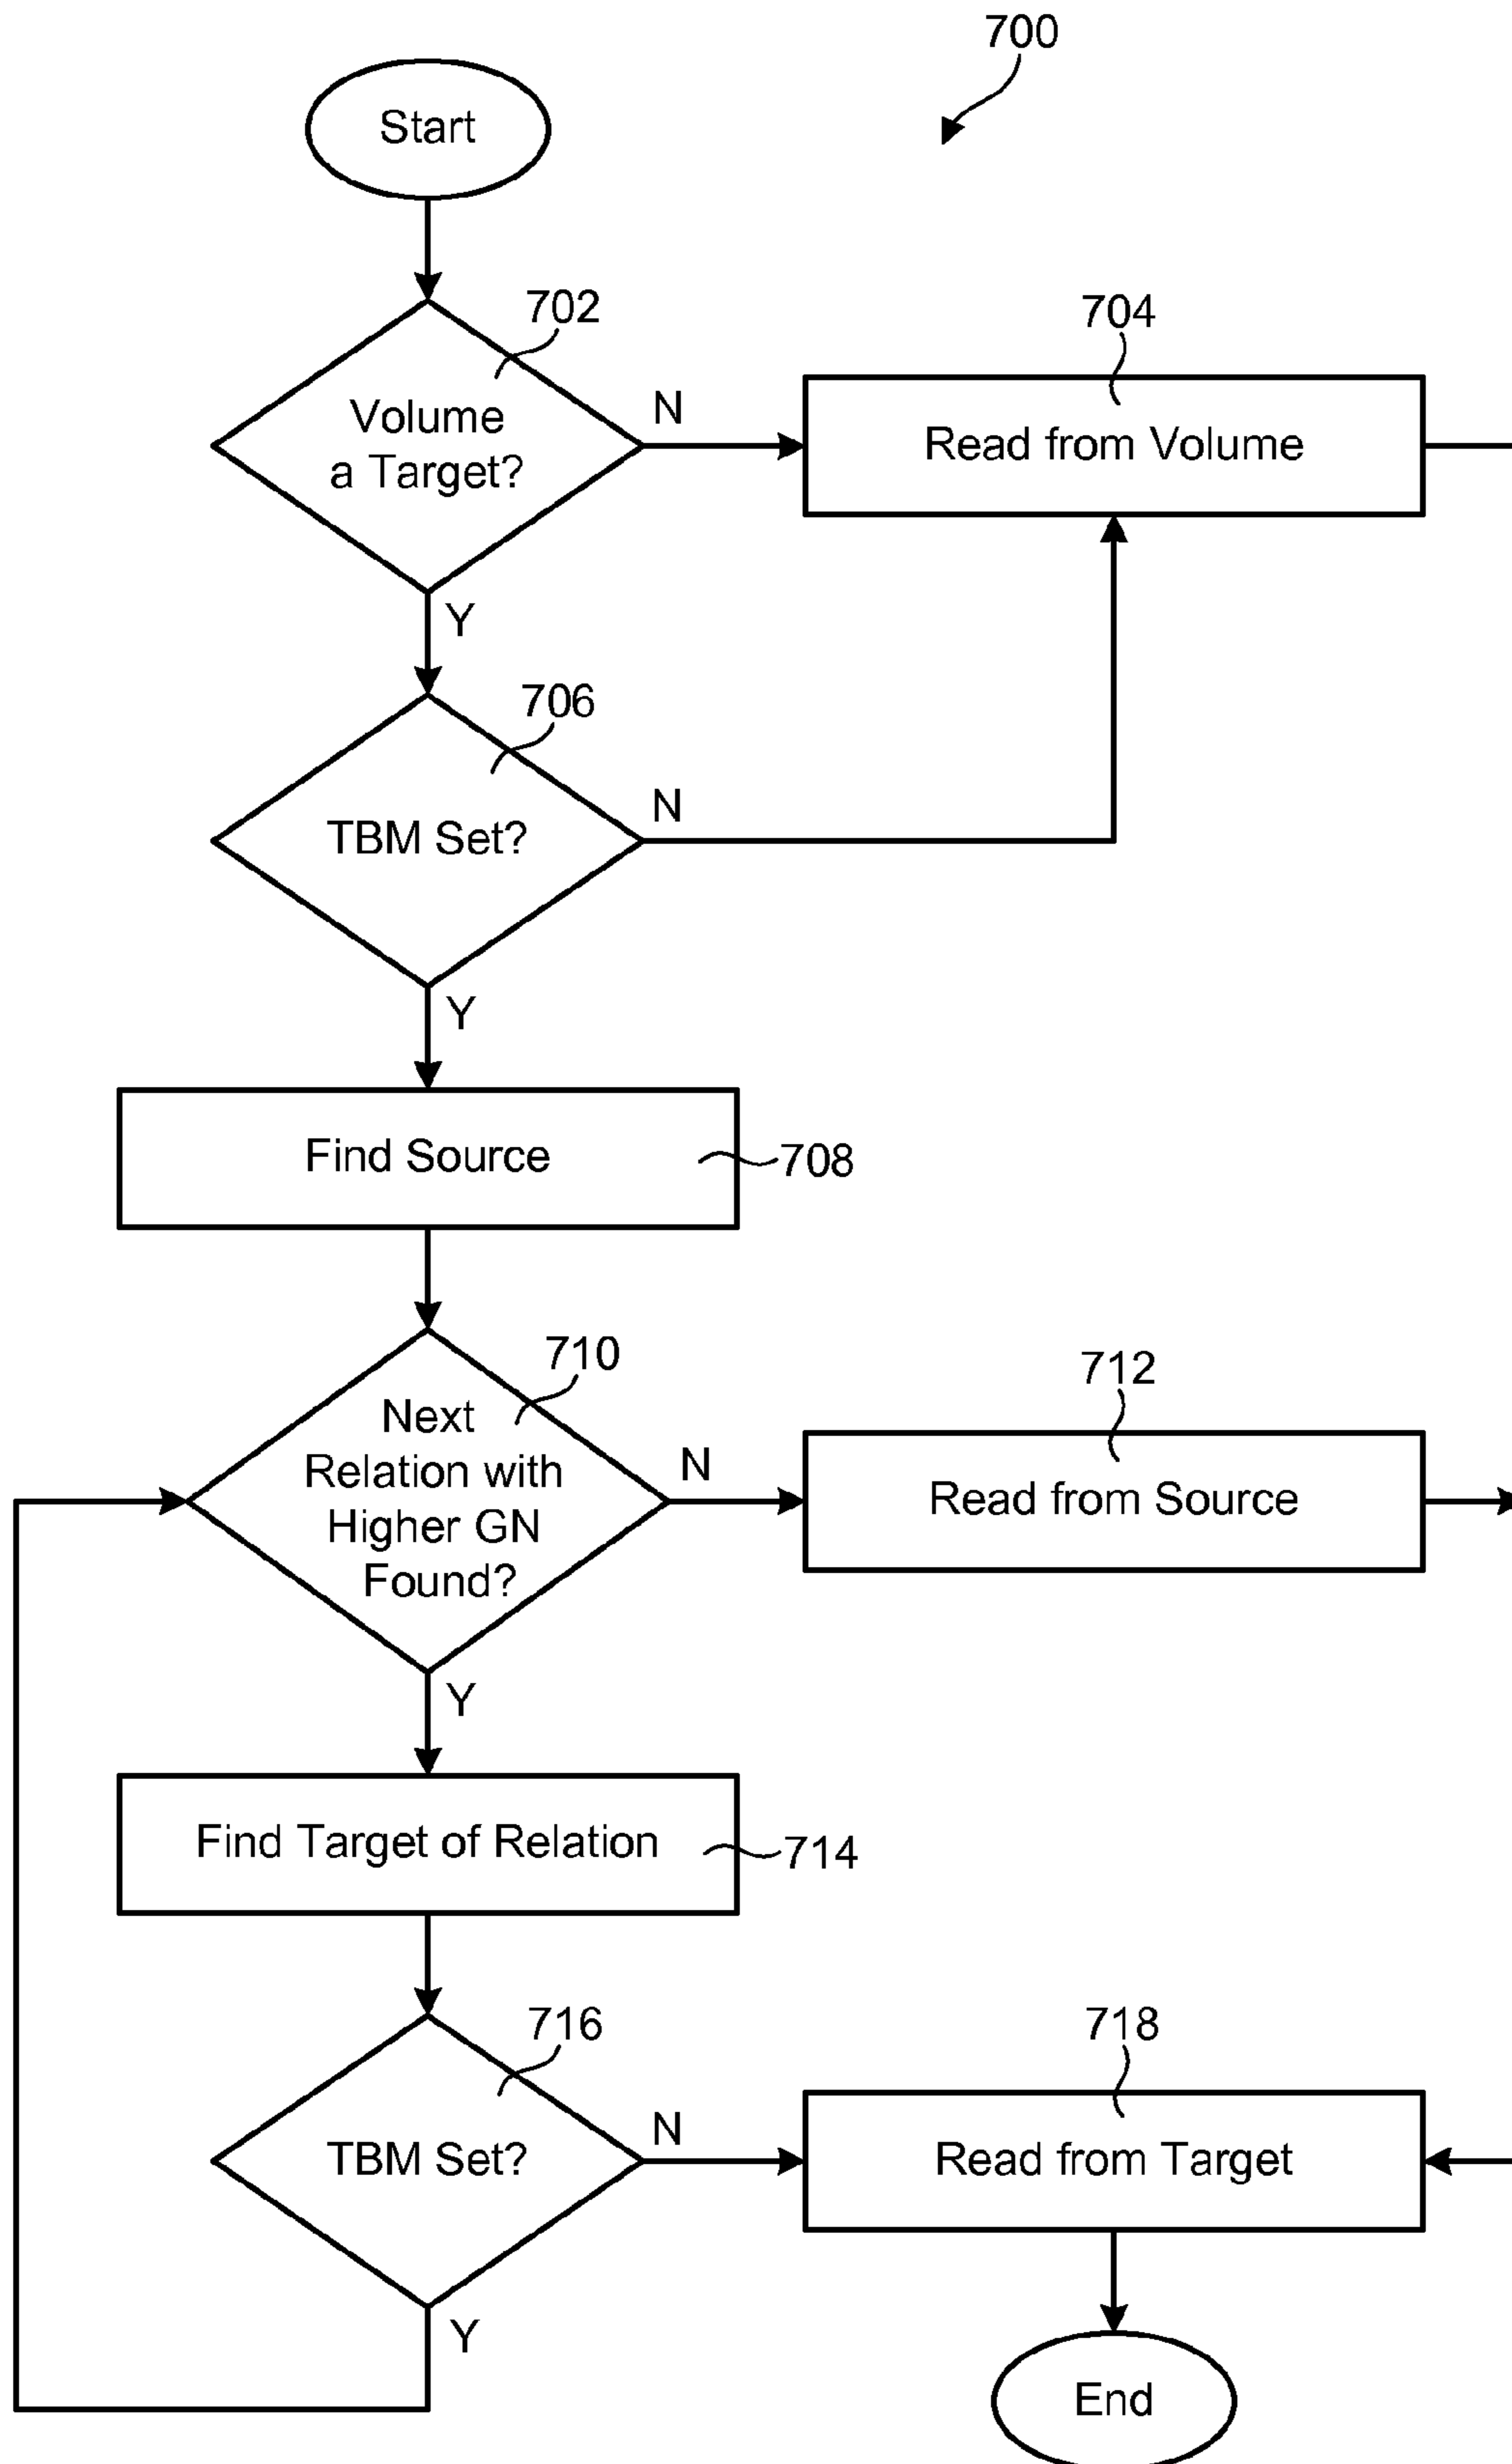 700
Start
702
Volume
a Target?
N
704
Read from Volume
Y
706
TBM Set?
N
Y
Find Source
708
710
Next
Relation with
Higher GN
Found?
N
712
Read from Source
Y
Find Target of Relation
714
716
TBM Set?
N
718
Read from Target
Y
End